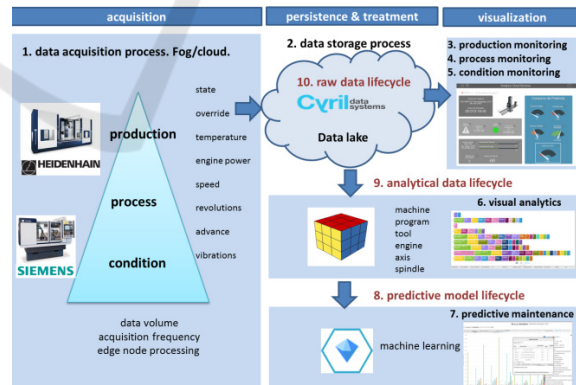 acquisition
persistence & treatment
visualization
1. data acquisition process. Fog/cloud.
state
override
temperature
engine power
speed
revolutions
advance
vibrations
production
process
condition
HEIDENHAIN
SIEMENS
data volume
acquisition frequency
edge node processing
2. data storage process
10. raw data lifecycle
Cyril data
systems
Data lake
9. analytical data lifecycle
machine
program
tool
engine
axis
spindle
8. predictive model lifecycle
machine learning
3. production monitoring
4. process monitoring
5. condition monitoring
6. visual analytics
7. predictive maintenance